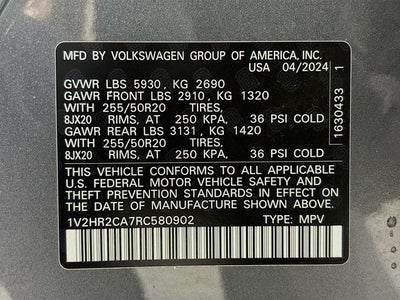 MFD BY VOLKSWAGEN GROUP OF AMERICA, INC.
USA 04/2024
GVWR LBS 5930, KG 2690
GAWR FRONT LBS 2910, KG 1320
WITH 255/50R20 TIRES,
8JX20 RIMS, AT 250 KPA, 36 PSI COLD
GAWR REAR LBS 3131, KG 1420
WITH 255/50R20 TIRES,
8JX20 RIMS, AT 250 KPA, 36 PSI COLD
THIS VEHICLE CONFORMS TO ALL APPLICABLE
U.S. FEDERAL MOTOR VEHICLE SAFETY AND
THEFT PREVENTION STANDARDS IN EFFECT ON
THE DATE OF MANUFACTURE SHOWN ABOVE.
1V2HR2CA7RC580902 TYPE: MPV
1630433 1